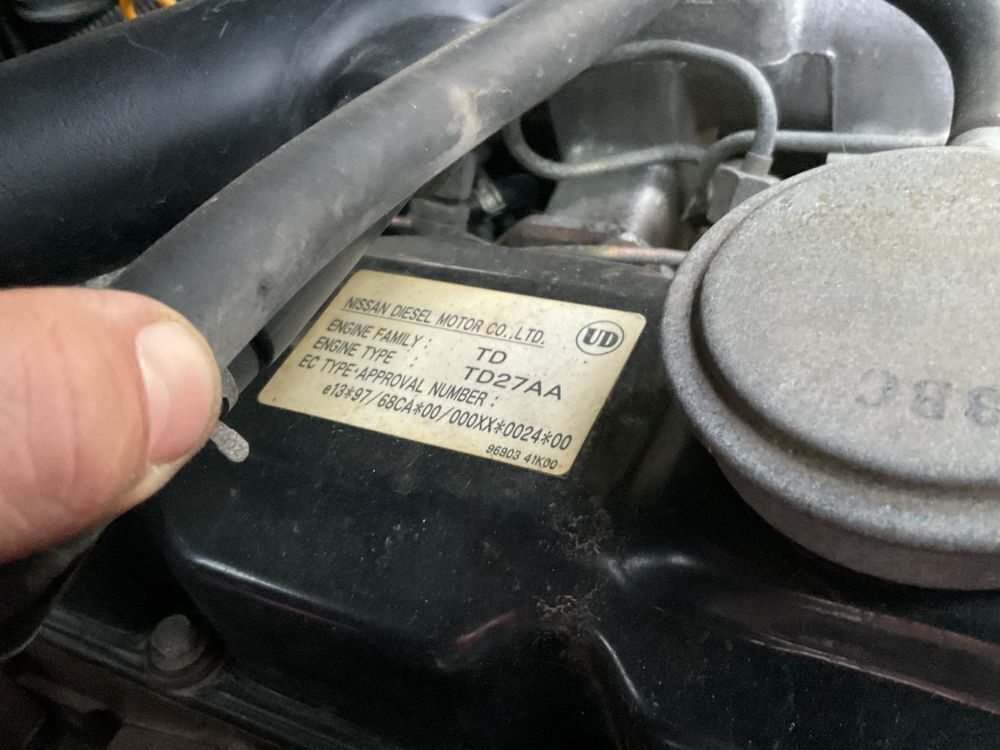 NISSAN DIESEL MOTOR CO., LTD.
UD
ENGINE FAMILY : TD
ENGINE TYPE : TD27AA
EC TYPE·APPROVAL NUMBER :
e13*97/68CA*00/000XX*0024*00
96903 41K00